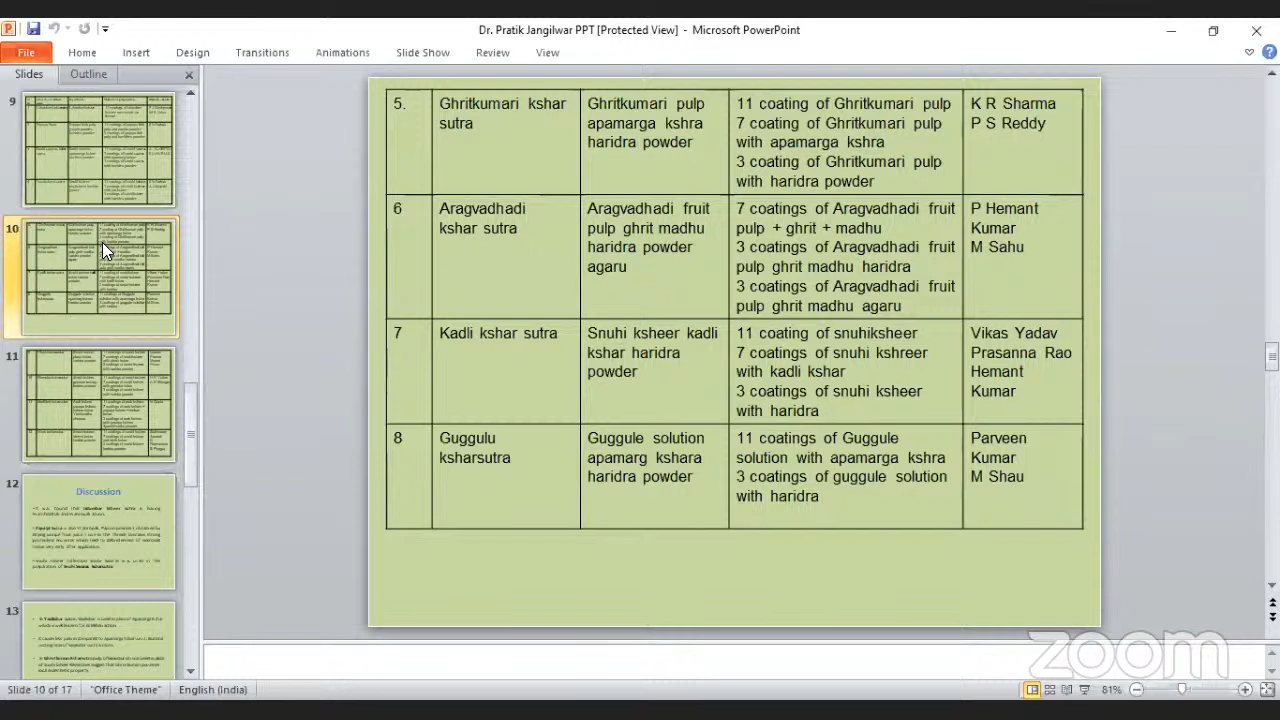 Dr. Pratik Jangilwar PPT [Protected View] - Microsoft PowerPoint
File Home Insert Design Transitions Animations Slide Show Review View
Slides Outline
9
10
11
12
Discussion
13
5.
Ghritkumari kshar
sutra
Ghritkumari pulp
apamarga kshra
haridra powder
11 coating of Ghritkumari pulp
7 coating of Ghritkumari pulp
with apamarga kshra
3 coating of Ghritkumari pulp
with haridra powder
K R Sharma
P S Reddy
6
Aragvadhadi
kshar sutra
Aragvadhadi fruit
pulp ghrit madhu
haridra powder
agaru
7 coatings of Aragvadhadi fruit
pulp + ghrit + madhu
3 coatings of Aragvadhadi fruit
pulp ghrit madhu haridra
3 coatings of Aragvadhadi fruit
pulp ghrit madhu agaru
P Hemant
Kumar
M Sahu
7
Kadli kshar sutra
Snuhi ksheer kadli
kshar haridra
powder
11 coating of snuhiksheer
7 coatings of snuhi kshreer
with kadli kshar
3 coatings of snuhi ksheer
with haridra
Vikas Yadav
Prasanna Rao
Hemant
Kumar
8
Guggulu
ksharsutra
Guggule solution
apamarg kshara
haridra powder
11 coatings of Guggule
solution with apamarga kshra
3 coatings of guggule solution
with haridra
Parveen
Kumar
M Shau
zoom
Slide 10 of 17 "Office Theme" English (India) 81%